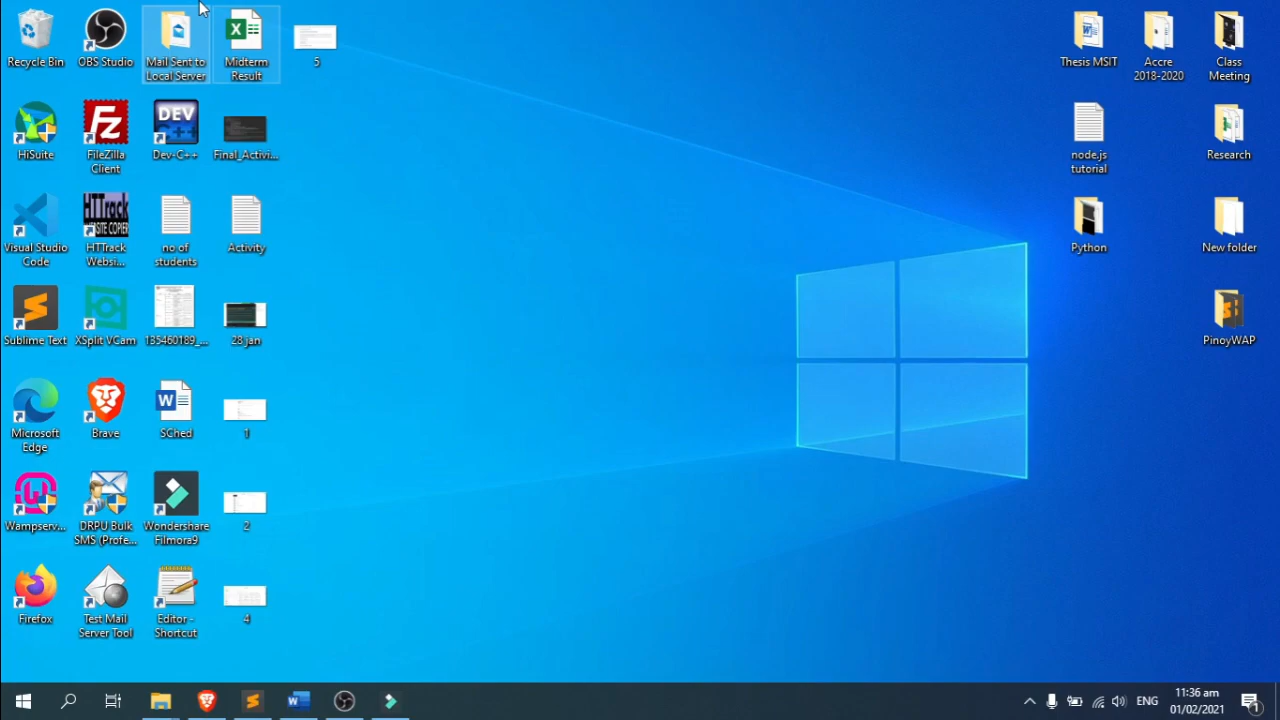 Recycle Bin
OBS Studio
Mail Sent to
Local Server
Midterm
Result
5
Thesis MSIT
Accre
2018-2020
Class
Meeting
HiSuite
FileZilla
Client
DEV
C++
Dev-C++
Final_Activi...
node.js
tutorial
Research
Visual Studio
Code
HTTrack
HTTrack
Websi...
no of
students
Activity
Python
New folder
Sublime Text
XSplit VCam
135460189_...
28 jan
PinoyWAP
Microsoft
Edge
Brave
SChed
1
Wampserv...
DRPU Bulk
SMS (Profe...
Wondershare
Filmora9
2
Firefox
Test Mail
Server Tool
Editor -
Shortcut
4
ENG
11:36 am
01/02/2021
1